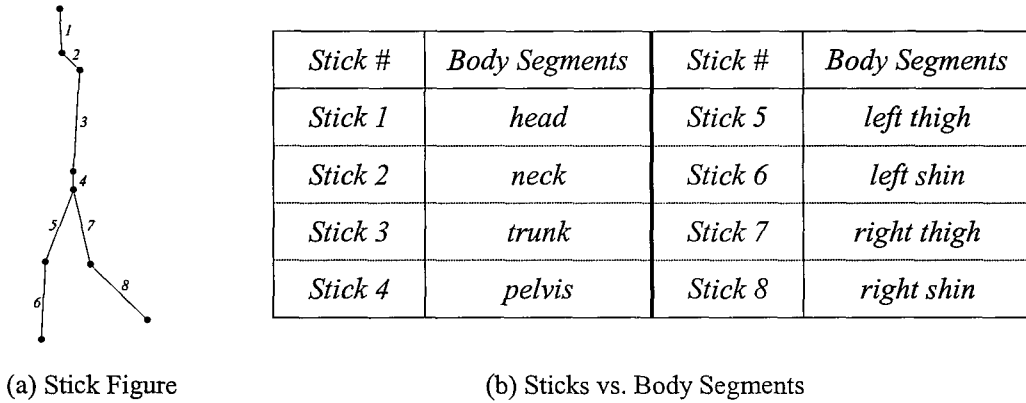 1
2
3
4
5
7
6
8
Stick # Body Segments Stick # Body Segments
Stick 1 head Stick 5 left thigh
Stick 2 neck Stick 6 left shin
Stick 3 trunk Stick 7 right thigh
Stick 4 pelvis Stick 8 right shin
(a) Stick Figure
(b) Sticks vs. Body Segments